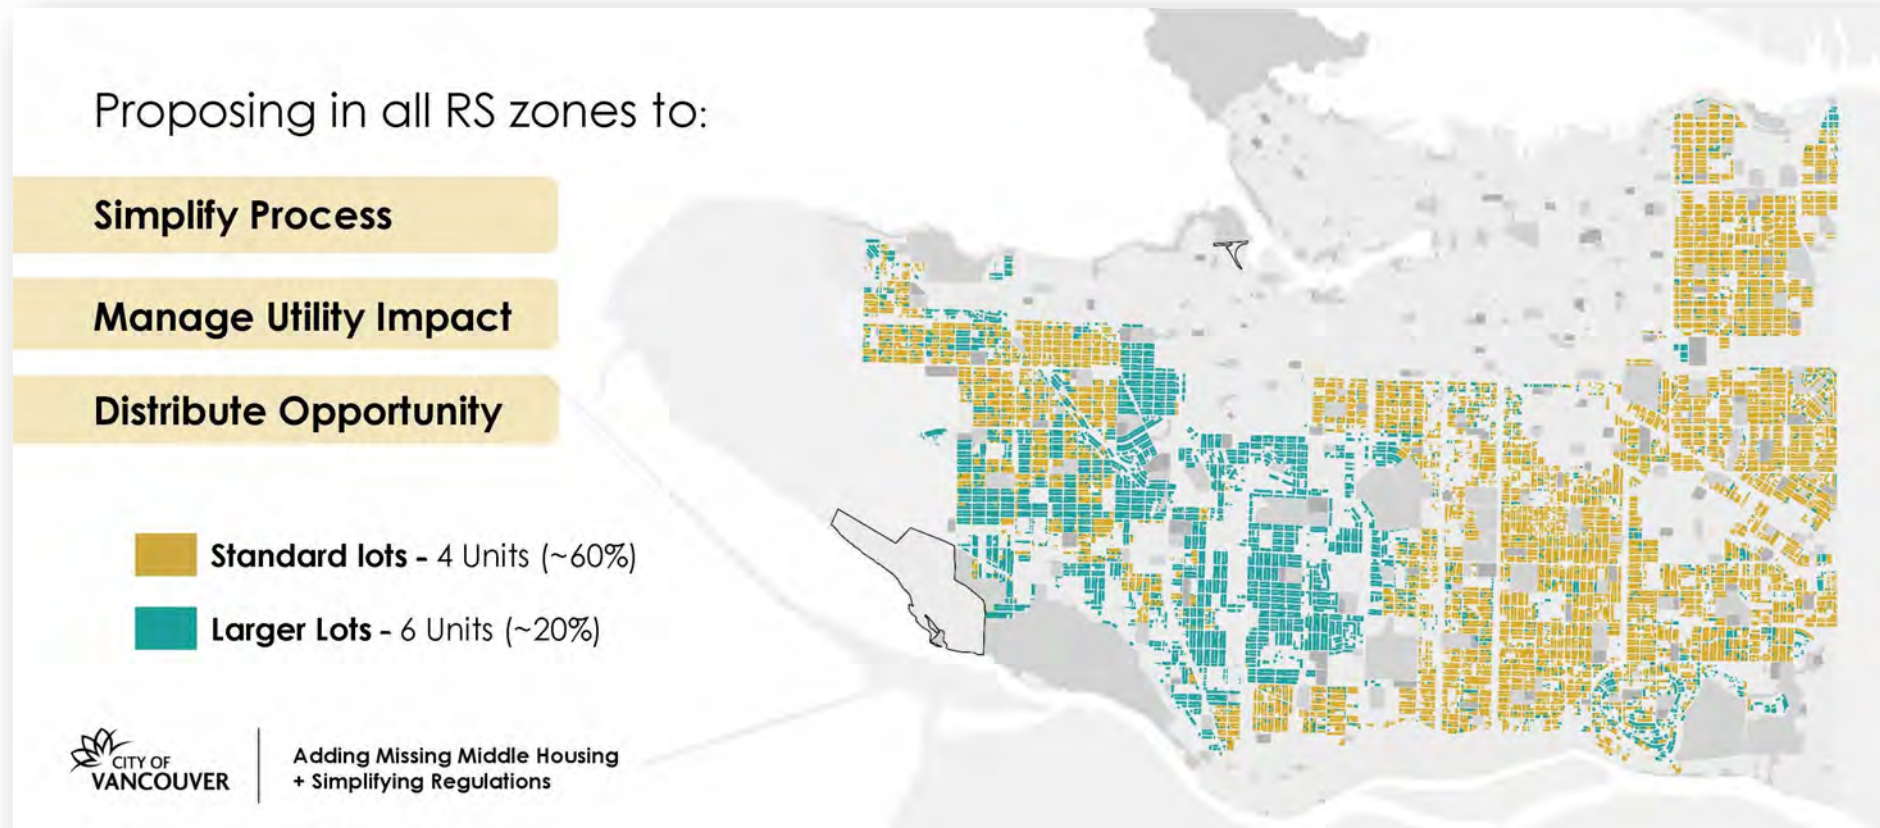 Proposing in all RS zones to:
Simplify Process
Manage Utility Impact
Distribute Opportunity
Standard lots - 4 Units (~60%)
Larger Lots - 6 Units (~20%)
CITY OF
VANCOUVER
Adding Missing Middle Housing
+ Simplifying Regulations